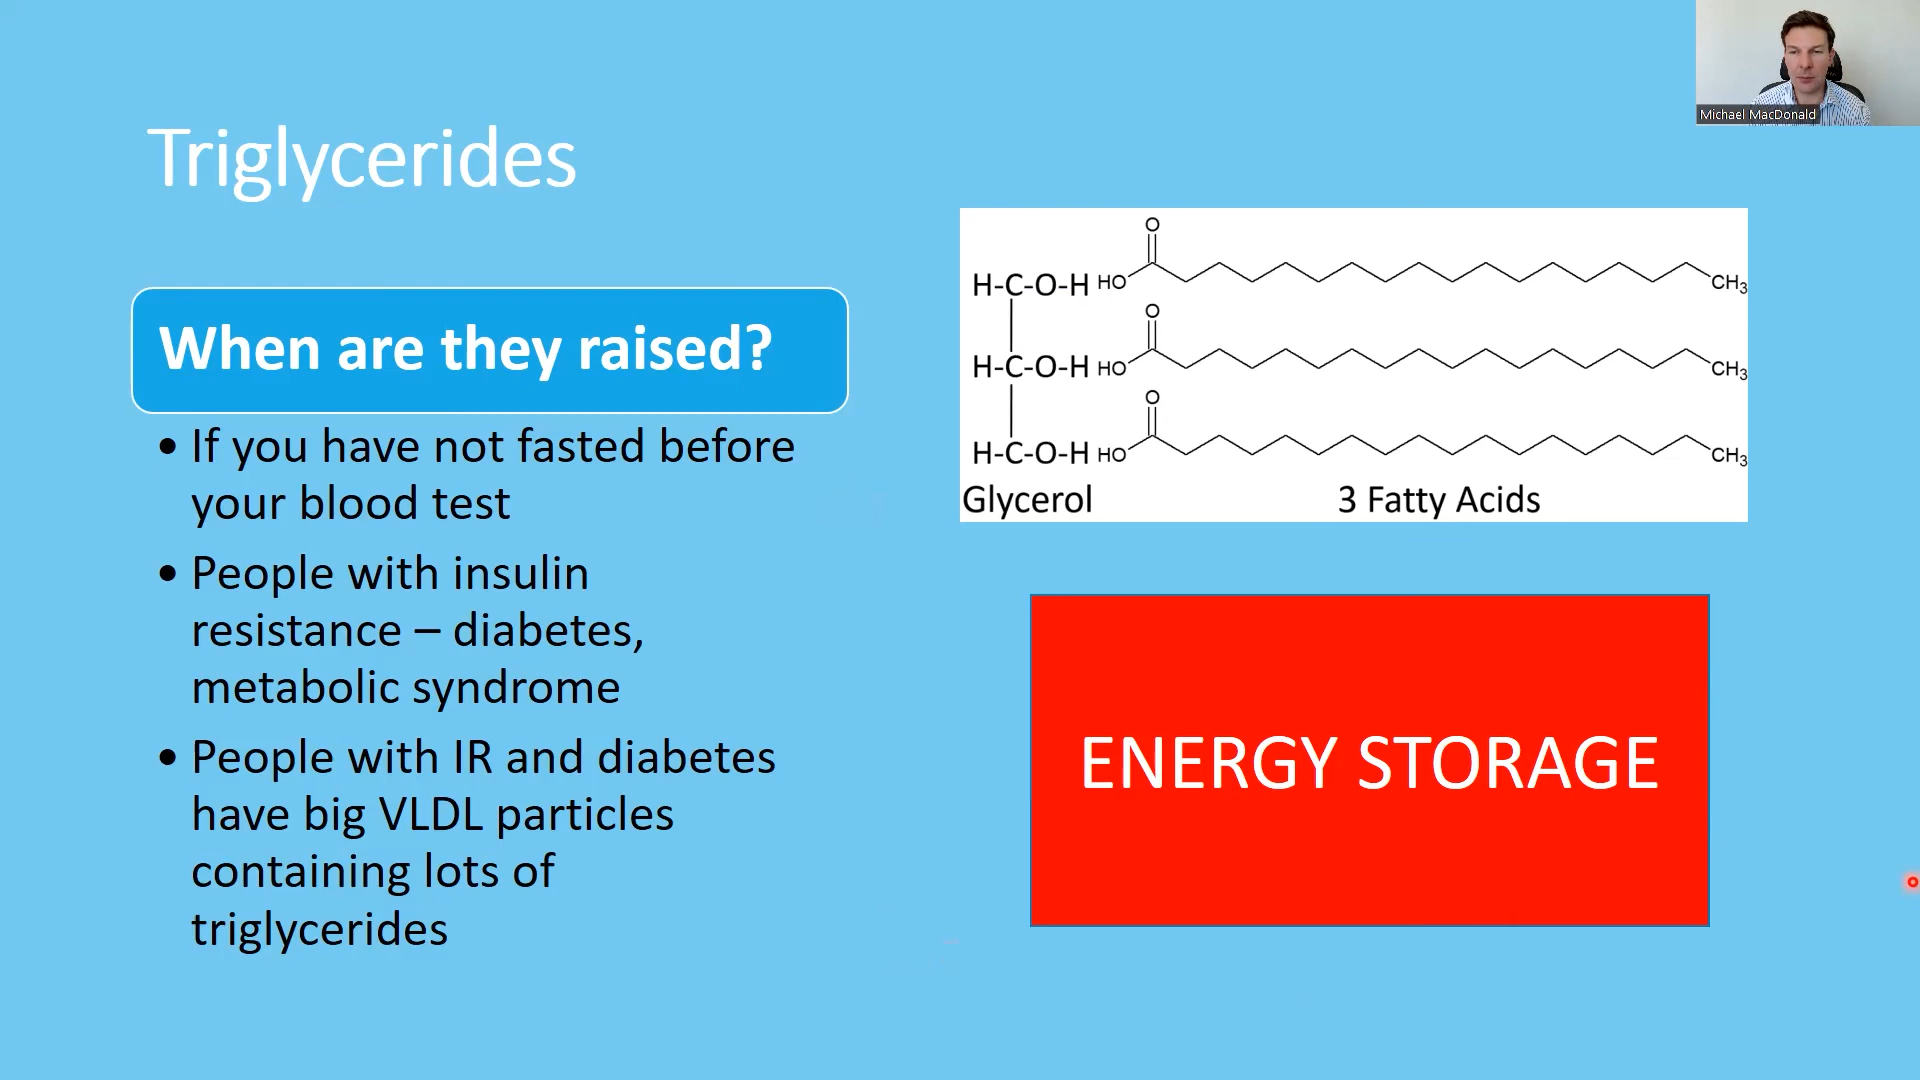 Michael MacDonald
Triglycerides
When are they raised?
• If you have not fasted before
your blood test
• People with insulin
resistance – diabetes,
metabolic syndrome
• People with IR and diabetes
have big VLDL particles
containing lots of
triglycerides
O
H-C-O-H HO CH₃
O
H-C-O-H HO CH₃
O
H-C-O-H HO CH₃
Glycerol 3 Fatty Acids
ENERGY STORAGE